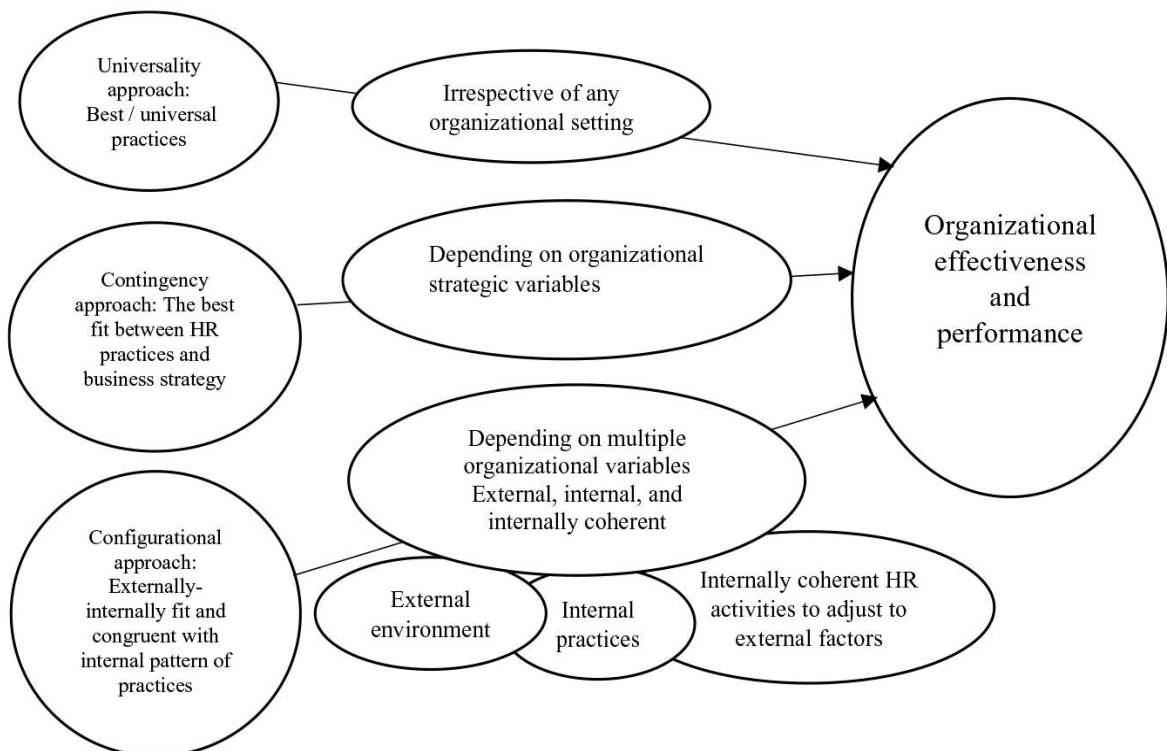 Universality
approach:
Best / universal
practices
Irrespective of any
organizational setting
Organizational
effectiveness
and
performance
Contingency
approach: The best
fit between HR
practices and
business strategy
Depending on organizational
strategic variables
Configurational
approach:
Externally-
internally fit and
congruent with
internal pattern of
practices
Depending on multiple
organizational variables
External, internal, and
internally coherent
External
environment
Internal
practices
Internally coherent HR
activities to adjust to
external factors